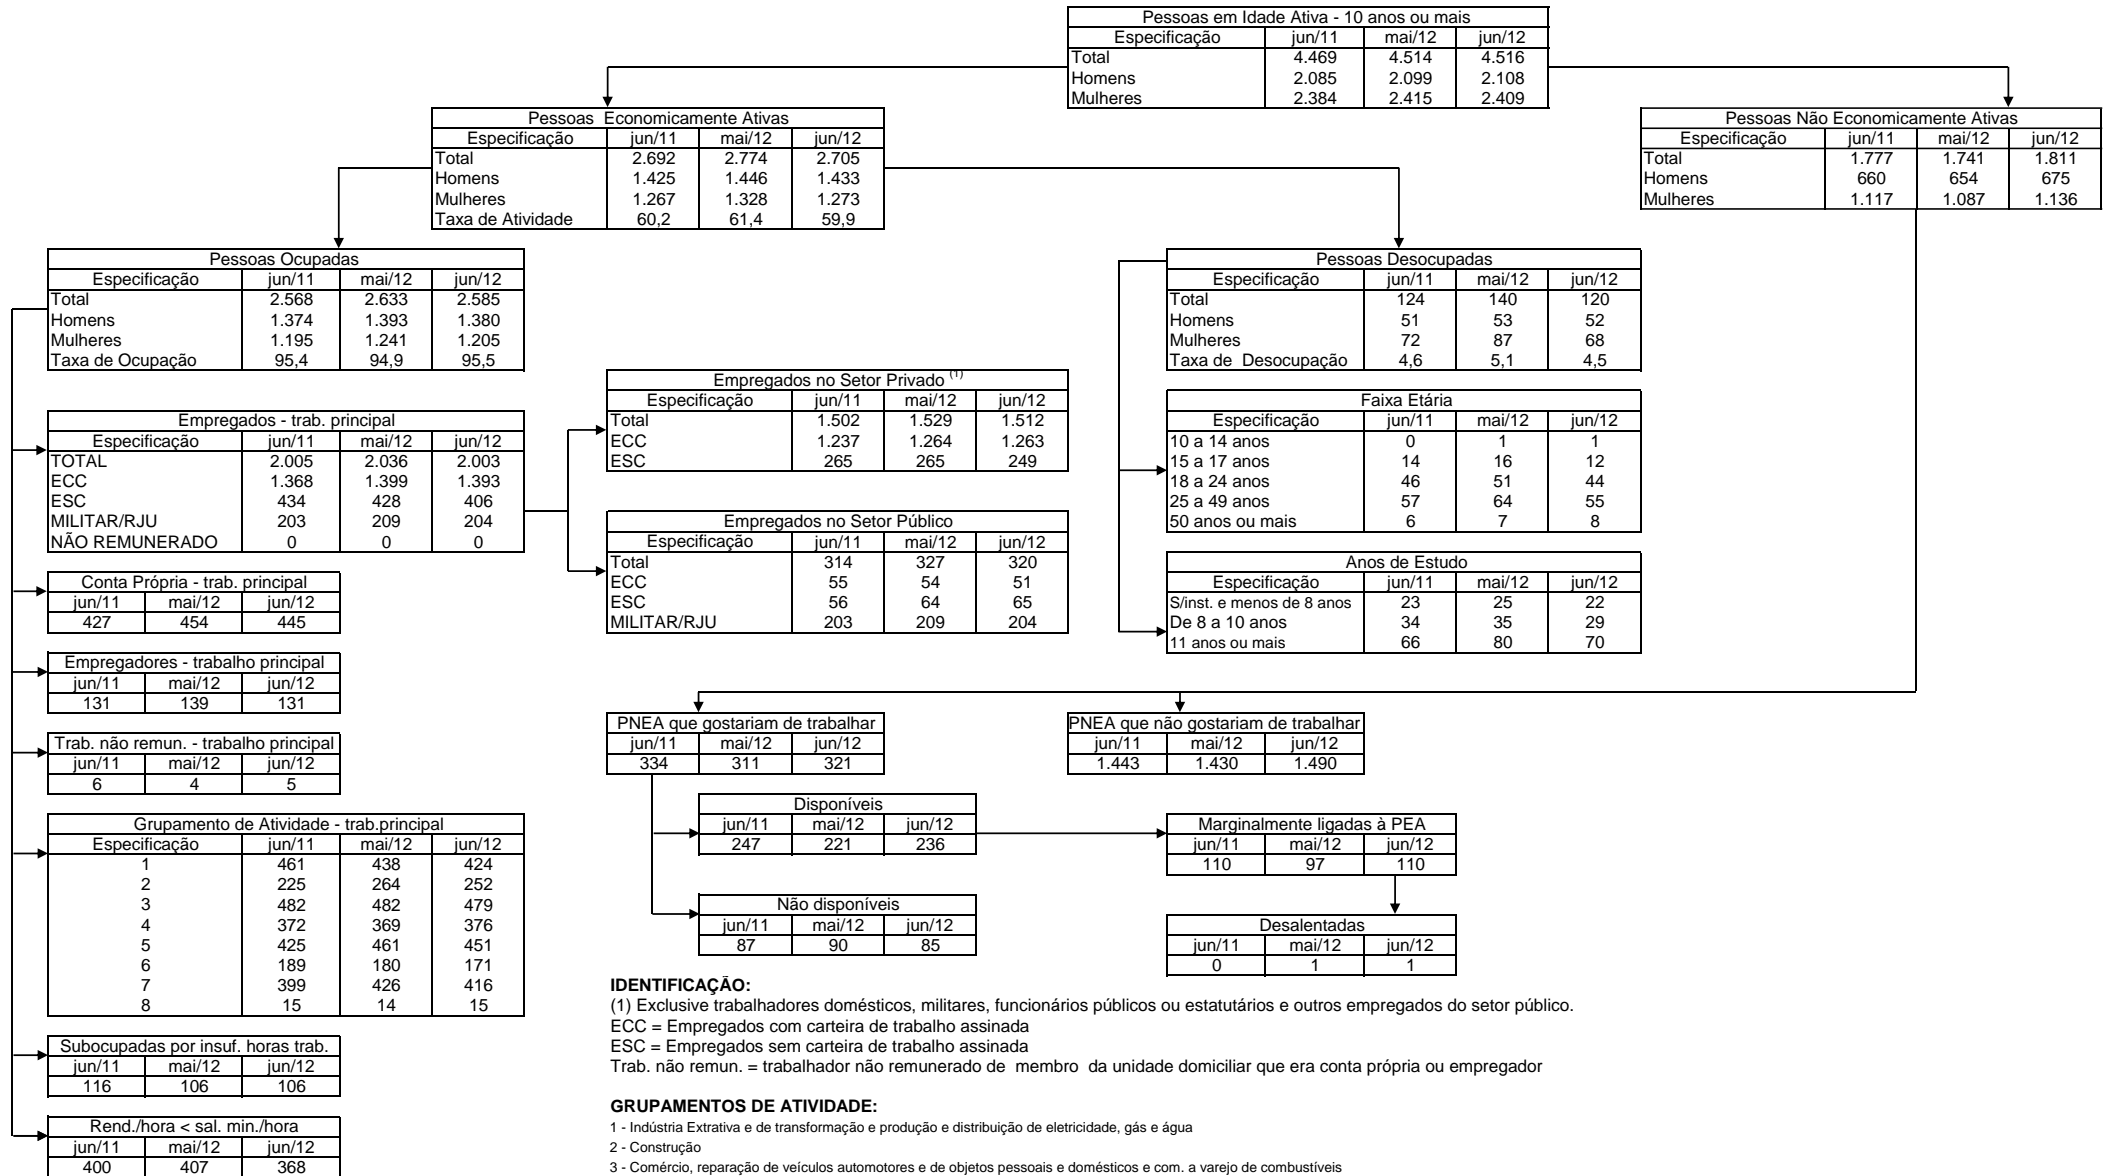 Pessoas em Idade Ativa - 10 anos ou mais
Especificação jun/11 mai/12 jun/12
Total 4.469 4.514 4.516
Homens 2.085 2.099 2.108
Mulheres 2.384 2.415 2.409
Pessoas Economicamente Ativas
Especificação jun/11 mai/12 jun/12
Total 2.692 2.774 2.705
Homens 1.425 1.446 1.433
Mulheres 1.267 1.328 1.273
Taxa de Atividade 60,2 61,4 59,9
Pessoas Não Economicamente Ativas
Especificação jun/11 mai/12 jun/12
Total 1.777 1.741 1.811
Homens 660 654 675
Mulheres 1.117 1.087 1.136
Pessoas Ocupadas
Especificação jun/11 mai/12 jun/12
Total 2.568 2.633 2.585
Homens 1.374 1.393 1.380
Mulheres 1.195 1.241 1.205
Taxa de Ocupação 95,4 94,9 95,5
Pessoas Desocupadas
Especificação jun/11 mai/12 jun/12
Total 124 140 120
Homens 51 53 52
Mulheres 72 87 68
Taxa de Desocupação 4,6 5,1 4,5
Empregados - trab. principal
Especificação jun/11 mai/12 jun/12
TOTAL 2.005 2.036 2.003
ECC 1.368 1.399 1.393
ESC 434 428 406
MILITAR/RJU 203 209 204
NÃO REMUNERADO 0 0 0
Empregados no Setor Privado (1)
Especificação jun/11 mai/12 jun/12
Total 1.502 1.529 1.512
ECC 1.237 1.264 1.263
ESC 265 265 249
Empregados no Setor Público
Especificação jun/11 mai/12 jun/12
Total 314 327 320
ECC 55 54 51
ESC 56 64 65
MILITAR/RJU 203 209 204
Faixa Etária
Especificação jun/11 mai/12 jun/12
10 a 14 anos 0 1 1
15 a 17 anos 14 16 12
18 a 24 anos 46 51 44
25 a 49 anos 57 64 55
50 anos ou mais 6 7 8
Anos de Estudo
Especificação jun/11 mai/12 jun/12
S/inst. e menos de 8 anos 23 25 22
De 8 a 10 anos 34 35 29
11 anos ou mais 66 80 70
Conta Própria - trab. principal
jun/11 mai/12 jun/12
427 454 445
Empregadores - trabalho principal
jun/11 mai/12 jun/12
131 139 131
Trab. não remun. - trabalho principal
jun/11 mai/12 jun/12
6 4 5
Grupamento de Atividade - trab.principal
Especificação jun/11 mai/12 jun/12
1 461 438 424
2 225 264 252
3 482 482 479
4 372 369 376
5 425 461 451
6 189 180 171
7 399 426 416
8 15 14 15
Subocupadas por insuf. horas trab.
jun/11 mai/12 jun/12
116 106 106
Rend./hora < sal. min./hora
jun/11 mai/12 jun/12
400 407 368
PNEA que gostariam de trabalhar
jun/11 mai/12 jun/12
334 311 321
PNEA que não gostariam de trabalhar
jun/11 mai/12 jun/12
1.443 1.430 1.490
Disponíveis
jun/11 mai/12 jun/12
247 221 236
Marginalmente ligadas à PEA
jun/11 mai/12 jun/12
110 97 110
Não disponíveis
jun/11 mai/12 jun/12
87 90 85
Desalentadas
jun/11 mai/12 jun/12
0 1 1
IDENTIFICAÇÃO:
(1) Exclusive trabalhadores domésticos, militares, funcionários públicos ou estatutários e outros empregados do setor público.
ECC = Empregados com carteira de trabalho assinada
ESC = Empregados sem carteira de trabalho assinada
Trab. não remun. = trabalhador não remunerado de membro da unidade domiciliar que era conta própria ou empregador
GRUPAMENTOS DE ATIVIDADE:
1 - Indústria Extrativa e de transformação e produção e distribuição de eletricidade, gás e água
2 - Construção
3 - Comércio, reparação de veículos automotores e de objetos pessoais e domésticos e com. a varejo de combustíveis